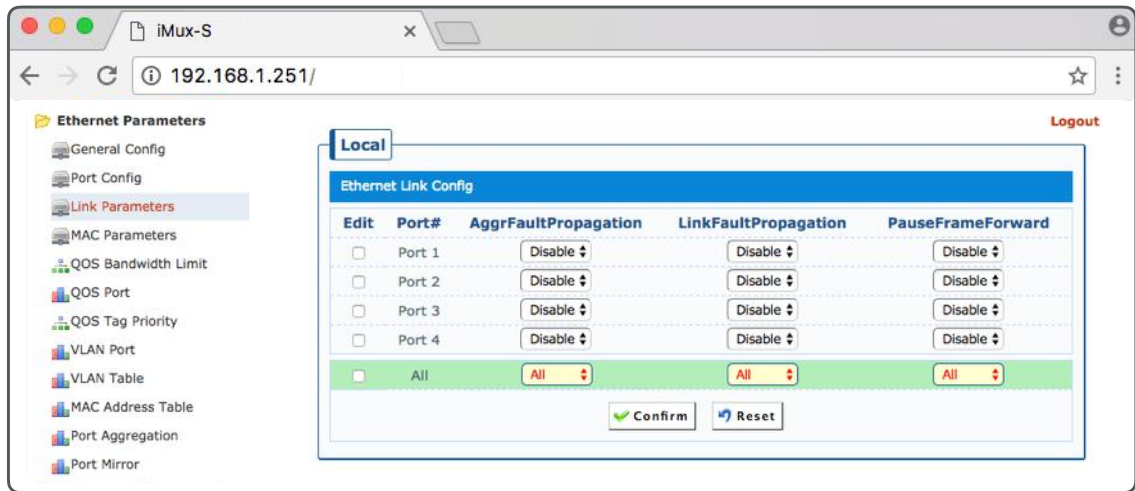 iMux-S
192.168.1.251/
Ethernet Parameters
General Config
Port Config
Link Parameters
MAC Parameters
QOS Bandwidth Limit
QOS Port
QOS Tag Priority
VLAN Port
VLAN Table
MAC Address Table
Port Aggregation
Port Mirror
Logout
Local
Ethernet Link Config
Edit Port# AggrFaultPropagation LinkFaultPropagation PauseFrameForward
Port 1 Disable Disable Disable
Port 2 Disable Disable Disable
Port 3 Disable Disable Disable
Port 4 Disable Disable Disable
All All All All
Confirm Reset